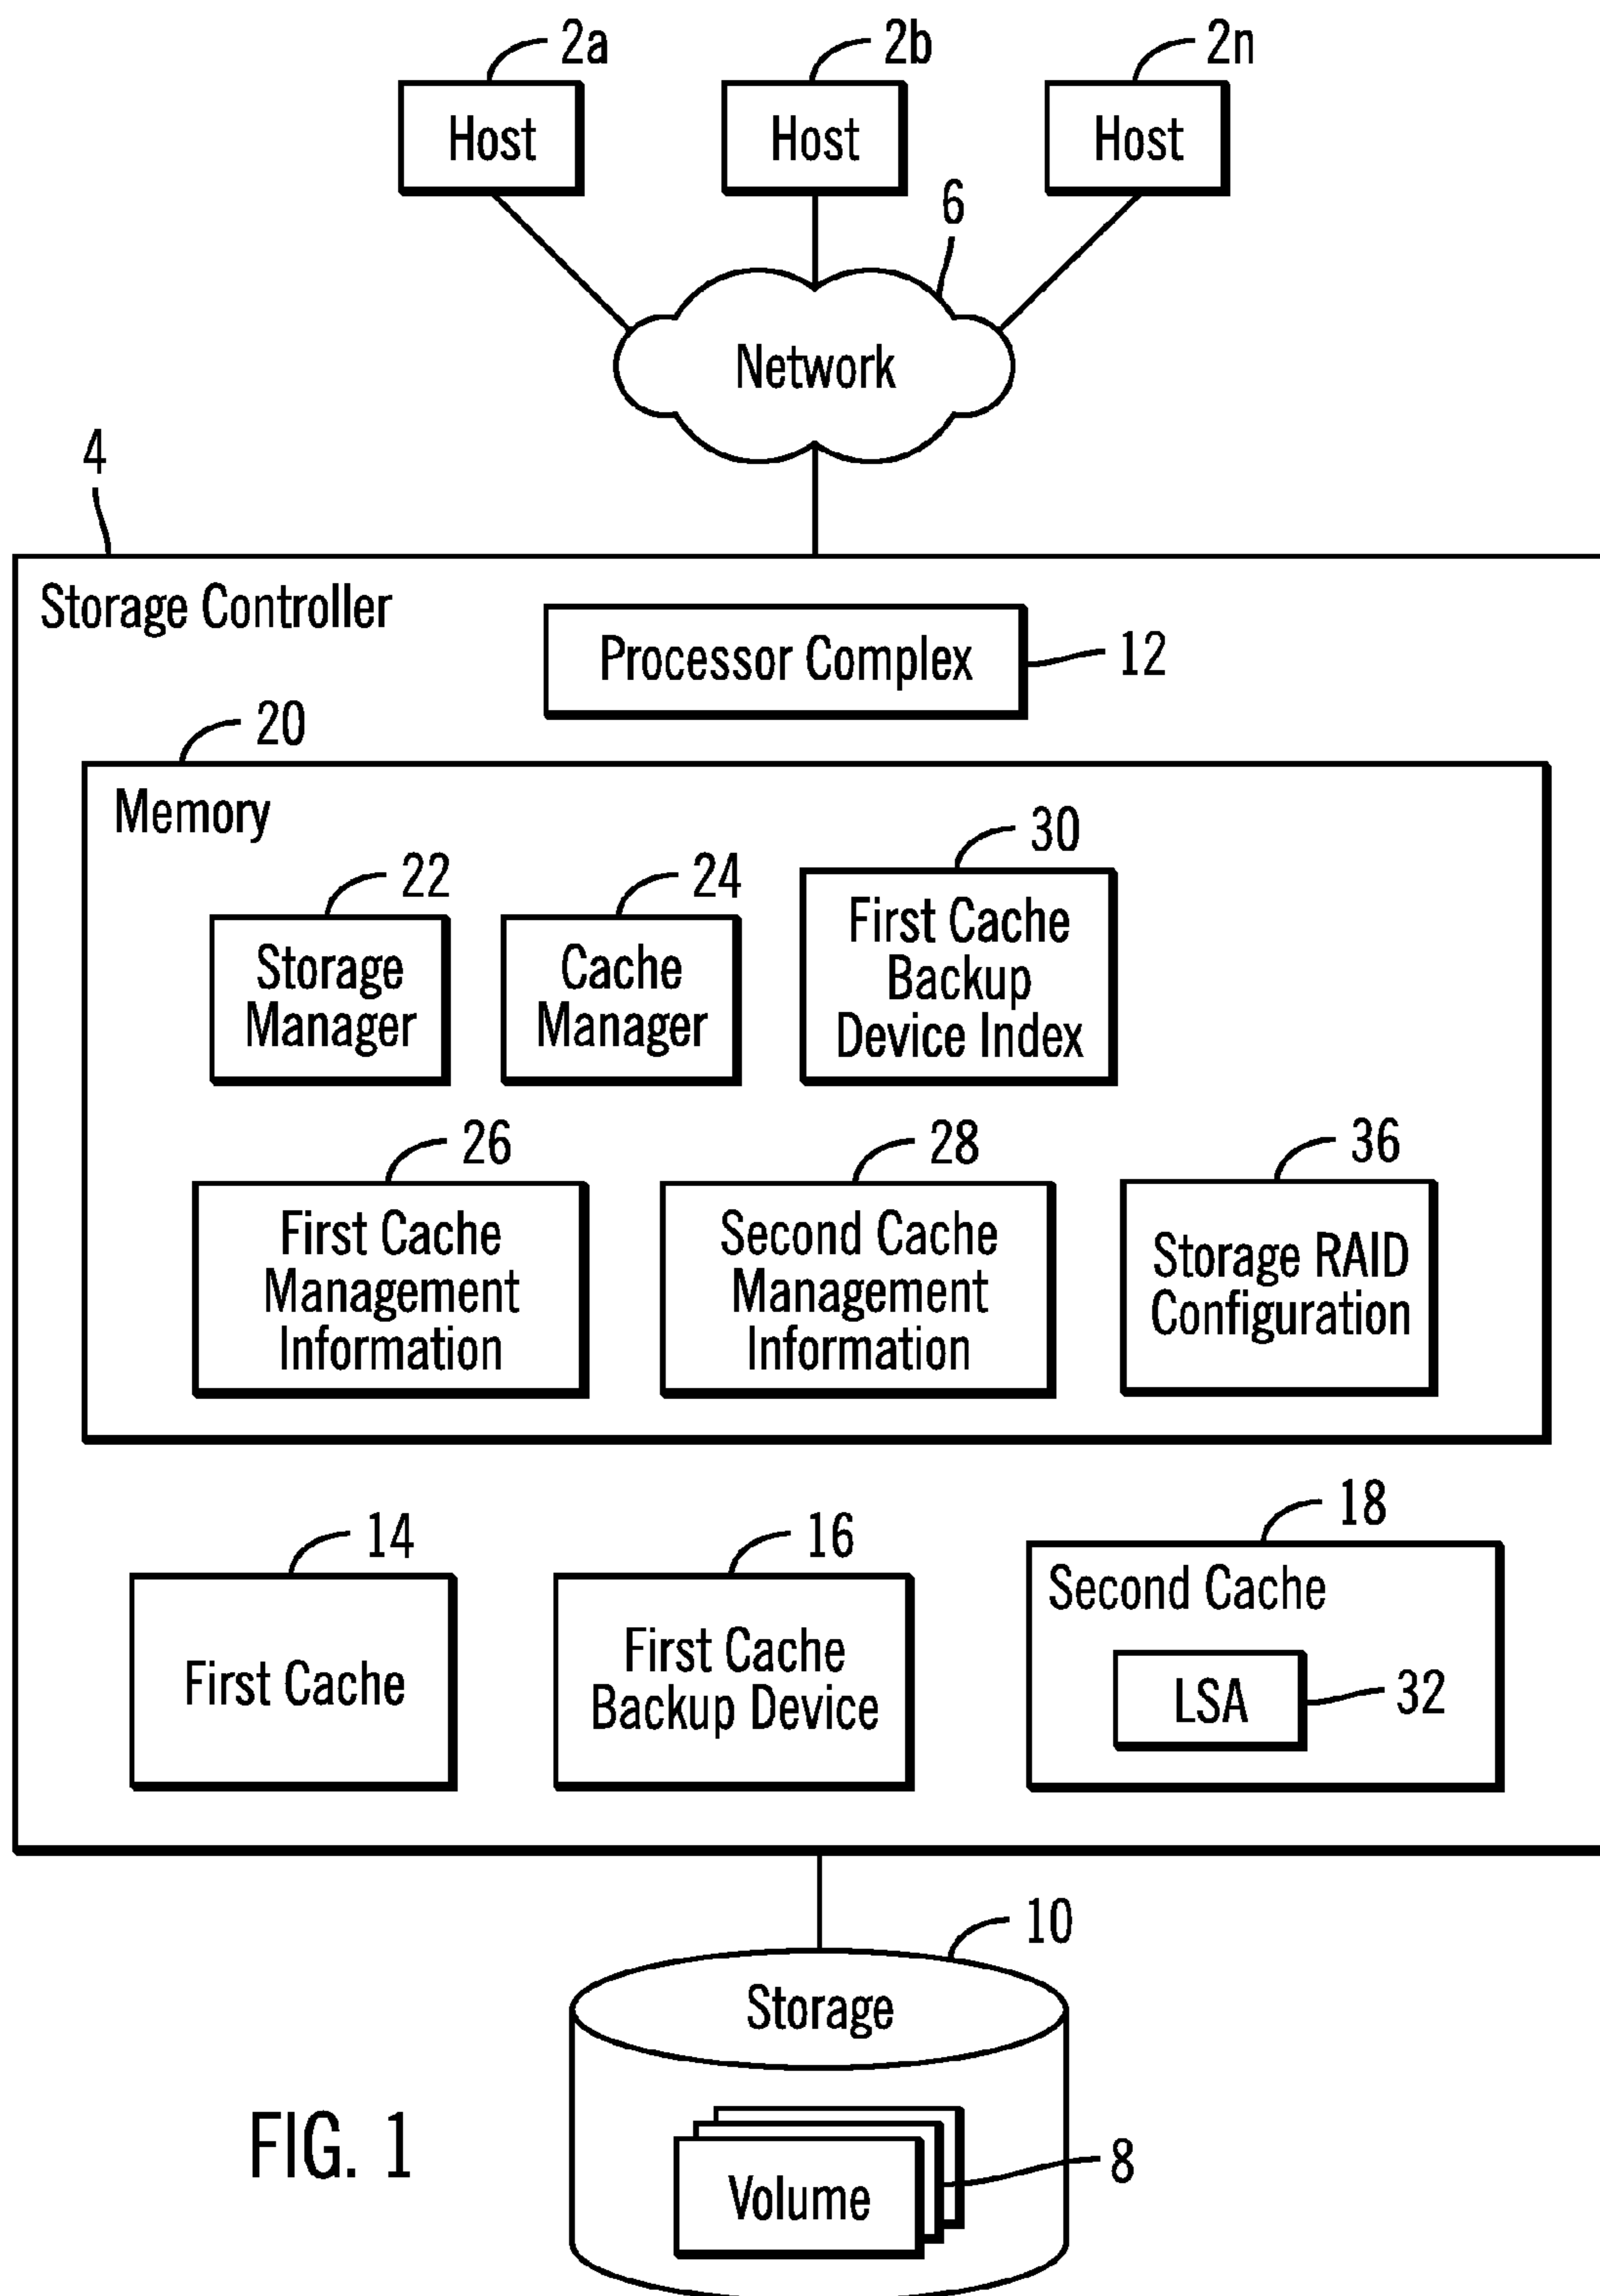 2a
2b
2n
Host
Host
Host
6
Network
4
Storage Controller
Processor Complex
12
20
Memory
22
24
30
Storage
Manager
Cache
Manager
First Cache
Backup
Device Index
26
28
36
First Cache
Management
Information
Second Cache
Management
Information
Storage RAID
Configuration
14
16
18
First Cache
First Cache
Backup Device
Second Cache
LSA
32
10
Storage
Volume
8
FIG. 1